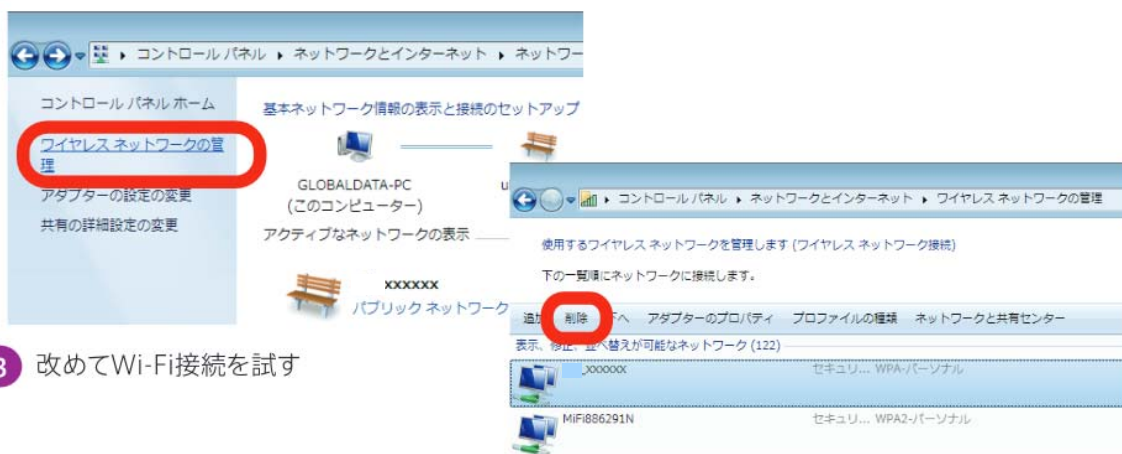 コントロール パネル ▸ ネットワークとインターネット ▸ ネットワー
コントロール パネル ホーム
ワイヤレス ネットワークの管
理
アダプターの設定の変更
共有の詳細設定の変更
基本ネットワーク情報の表示と接続のセットアップ
GLOBALDATA-PC
(このコンピューター)
アクティブなネットワークの表示
xxxxxx
パブリック ネットワーク
コントロール パネル ▸ ネットワークとインターネット ▸ ワイヤレス ネットワークの管理
使用するワイヤレス ネットワークを管理します (ワイヤレス ネットワーク接続)
下の一覧順にネットワークに接続します。
削除 アダプターのプロパティ プロファイルの種類 ネットワークと共有センター
表示、修正、並べ替えが可能なネットワーク (122)
_xxxxxx セキュリ... WPA-パーソナル
MiFi886291N セキュリ... WPA2-パーソナル
3 改めてWi-Fi接続を試す